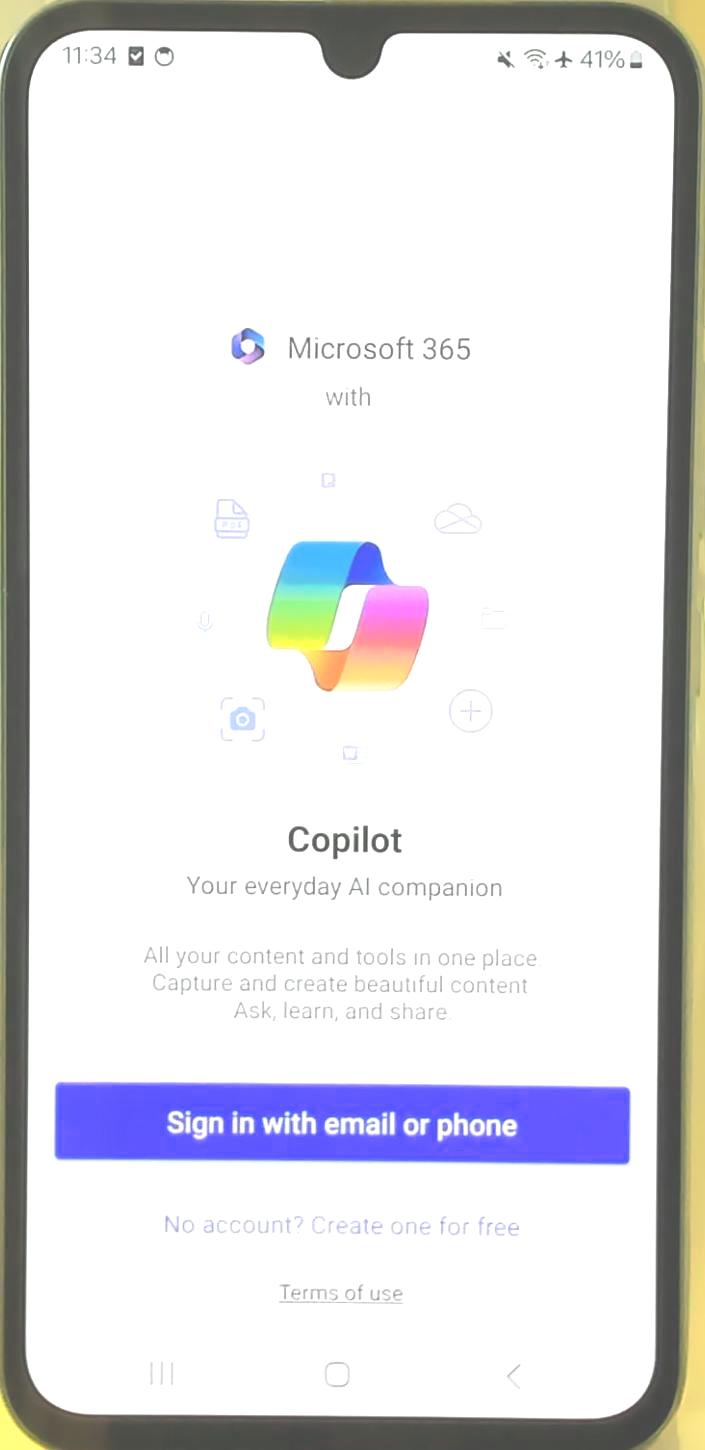 11:34
41%
Microsoft 365
with
PDF
Copilot
Your everyday AI companion
All your content and tools in one place
Capture and create beautiful content
Ask, learn, and share.
Sign in with email or phone
No account? Create one for free
Terms of use